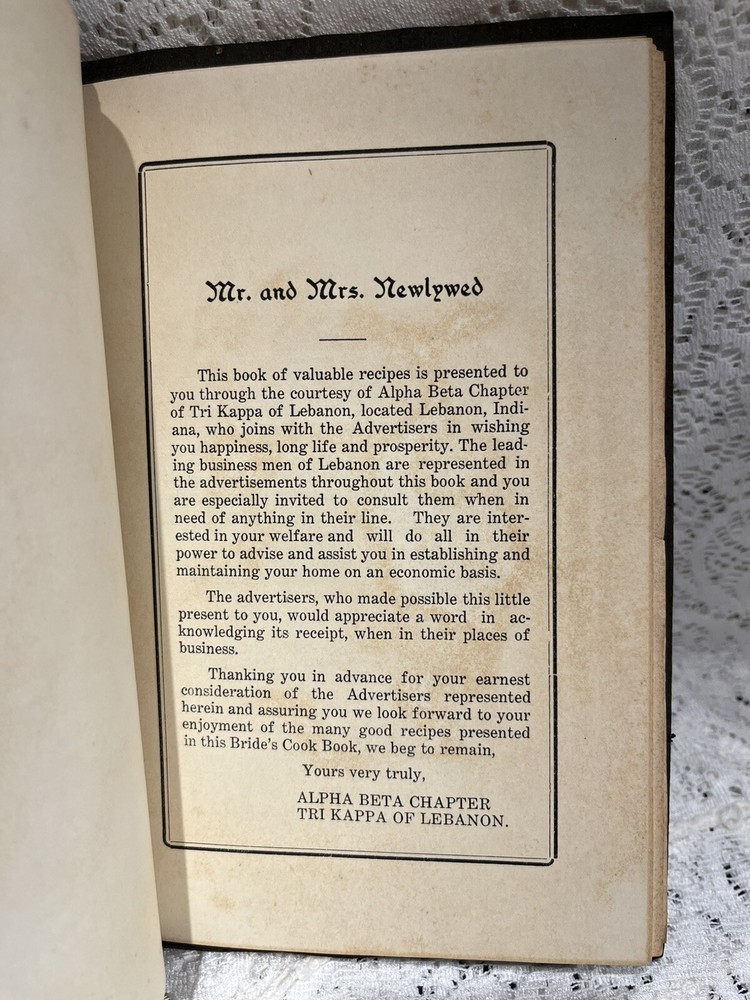 Mr. and Mrs. Newlywed
This book of valuable recipes is presented to
you through the courtesy of Alpha Beta Chapter
of Tri Kappa of Lebanon, located Lebanon, Indi-
ana, who joins with the Advertisers in wishing
you happiness, long life and prosperity. The lead-
ing business men of Lebanon are represented in
the advertisements throughout this book and you
are especially invited to consult them when in
need of anything in their line. They are inter-
ested in your welfare and will do all in their
power to advise and assist you in establishing and
maintaining your home on an economic basis.
The advertisers, who made possible this little
present to you, would appreciate a word in ac-
knowledging its receipt, when in their places of
business.
Thanking you in advance for your earnest
consideration of the Advertisers represented
herein and assuring you we look forward to your
enjoyment of the many good recipes presented
in this Bride's Cook Book, we beg to remain,
Yours very truly,
ALPHA BETA CHAPTER
TRI KAPPA OF LEBANON.